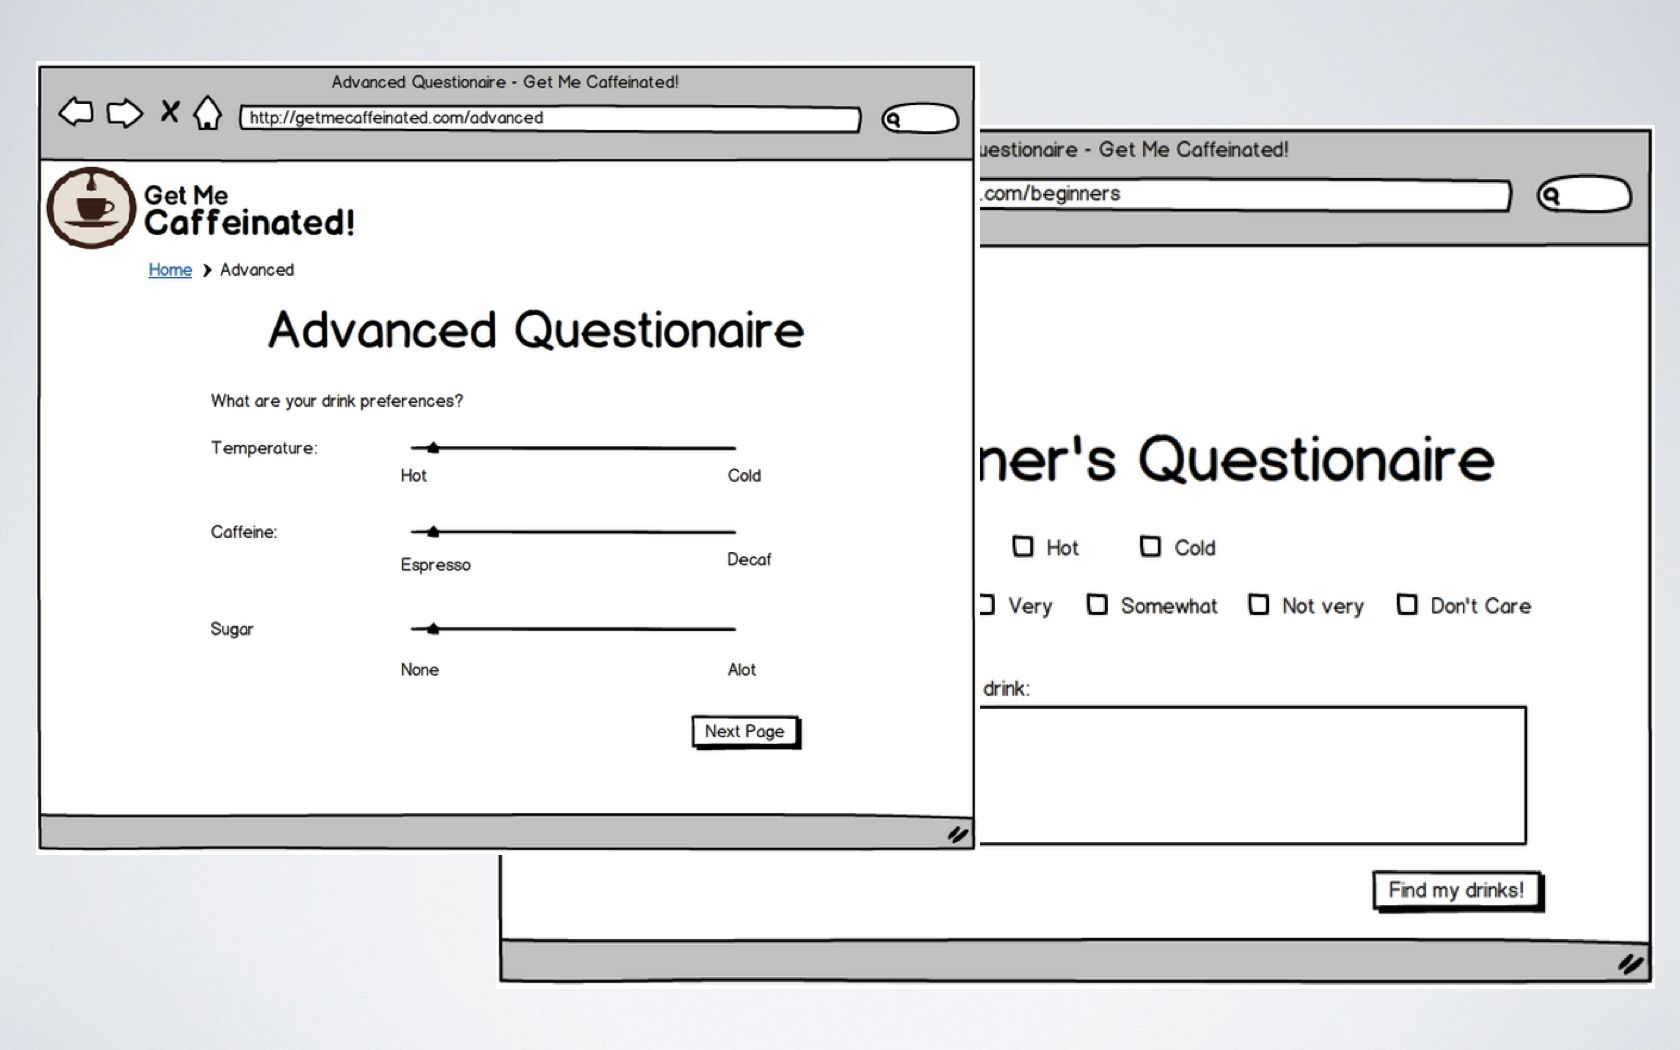 Advanced Questionaire - Get Me Caffeinated!
http://getmecaffeinated.com/advanced
Get Me
Caffeinated!
Home > Advanced
Advanced Questionaire
What are your drink preferences?
Temperature:
Hot Cold
Caffeine:
Espresso Decaf
Sugar
None Alot
Next Page
uestionaire - Get Me Caffeinated!
.com/beginners
ner's Questionaire
Hot Cold
Very Somewhat Not very Don't Care
drink:
Find my drinks!